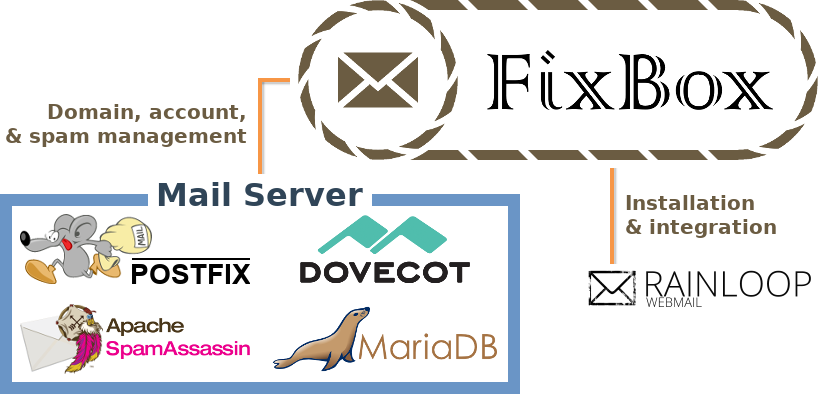 FixBox
Domain, account,
& spam management
Mail Server
Installation
& integration
MAIL
POSTFIX
DOVECOT
RAINLOOP
WEBMAIL
Apache
SpamAssassin
MariaDB